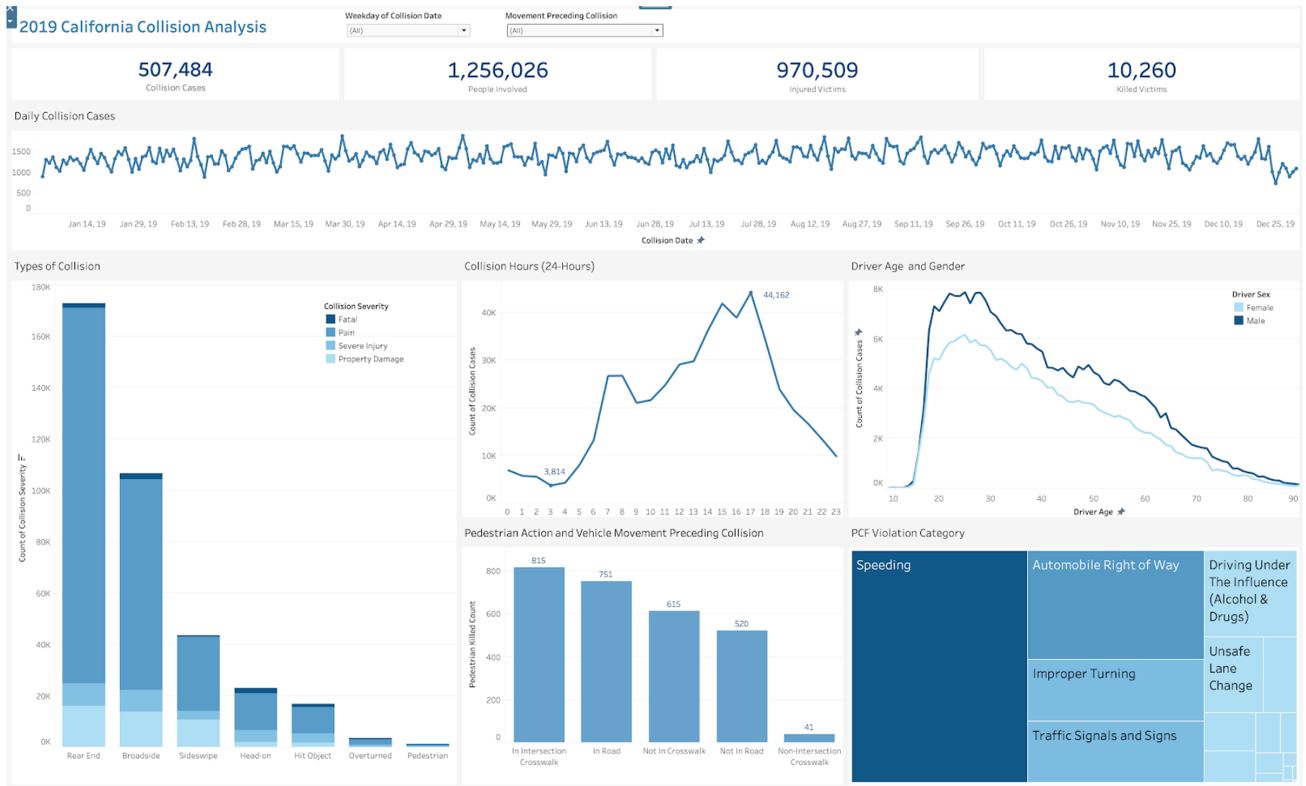 2019 California Collision Analysis
Weekday of Collision Date
(All)
Movement Preceding Collision
(All)
507,484
Collision Cases
1,256,026
People Involved
970,509
Injured Victims
10,260
Killed Victims
Daily Collision Cases
1500
1000
500
0
Jan 14, 19 Jan 29, 19 Feb 13, 19 Feb 28, 19 Mar 15, 19 Mar 30, 19 Apr 14, 19 Apr 29, 19 May 14, 19 May 29, 19 Jun 13, 19 Jun 28, 19 Jul 13, 19 Jul 28, 19 Aug 12, 19 Aug 27, 19 Sep 11, 19 Sep 26, 19 Oct 11, 19 Oct 26, 19 Nov 10, 19 Nov 25, 19 Dec 10, 19 Dec 25, 19
Collision Date
Types of Collision
Count of Collision Severity
180K
160K
140K
120K
100K
80K
60K
40K
20K
0K
Collision Severity
Fatal
Pain
Severe Injury
Property Damage
Rear End Broadside Sideswipe Head-on Hit Object Overturned Pedestrian
Collision Hours (24-Hours)
Count of Collision Cases
40K
30K
20K
10K
0K
44,162
3,814
0 1 2 3 4 5 6 7 8 9 10 11 12 13 14 15 16 17 18 19 20 21 22 23
Driver Age and Gender
Count of Collision Cases
8K
6K
4K
2K
0K
Driver Sex
Female
Male
10 20 30 40 50 60 70 80 90
Driver Age
Pedestrian Action and Vehicle Movement Preceding Collision
Pedestrian Killed Count
800
600
400
200
0
815
751
615
520
41
In Intersection
Crosswalk
In Road
Not In Crosswalk
Not In Road
Non-Intersection
Crosswalk
PCF Violation Category
Speeding
Automobile Right of Way
Improper Turning
Traffic Signals and Signs
Driving Under
The Influence
(Alcohol &
Drugs)
Unsafe
Lane
Change